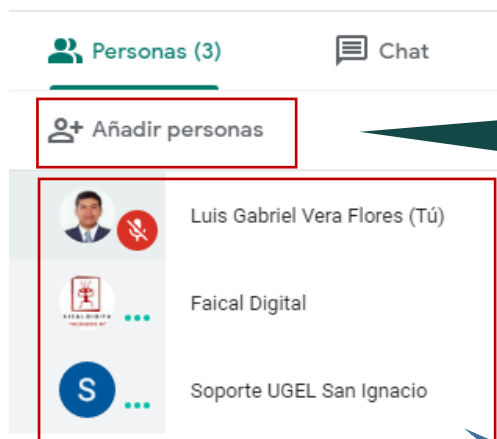 Personas (3)
Chat
Añadir personas
Luis Gabriel Vera Flores (Tú)
Faical Digital
S
Soporte UGEL San Ignacio